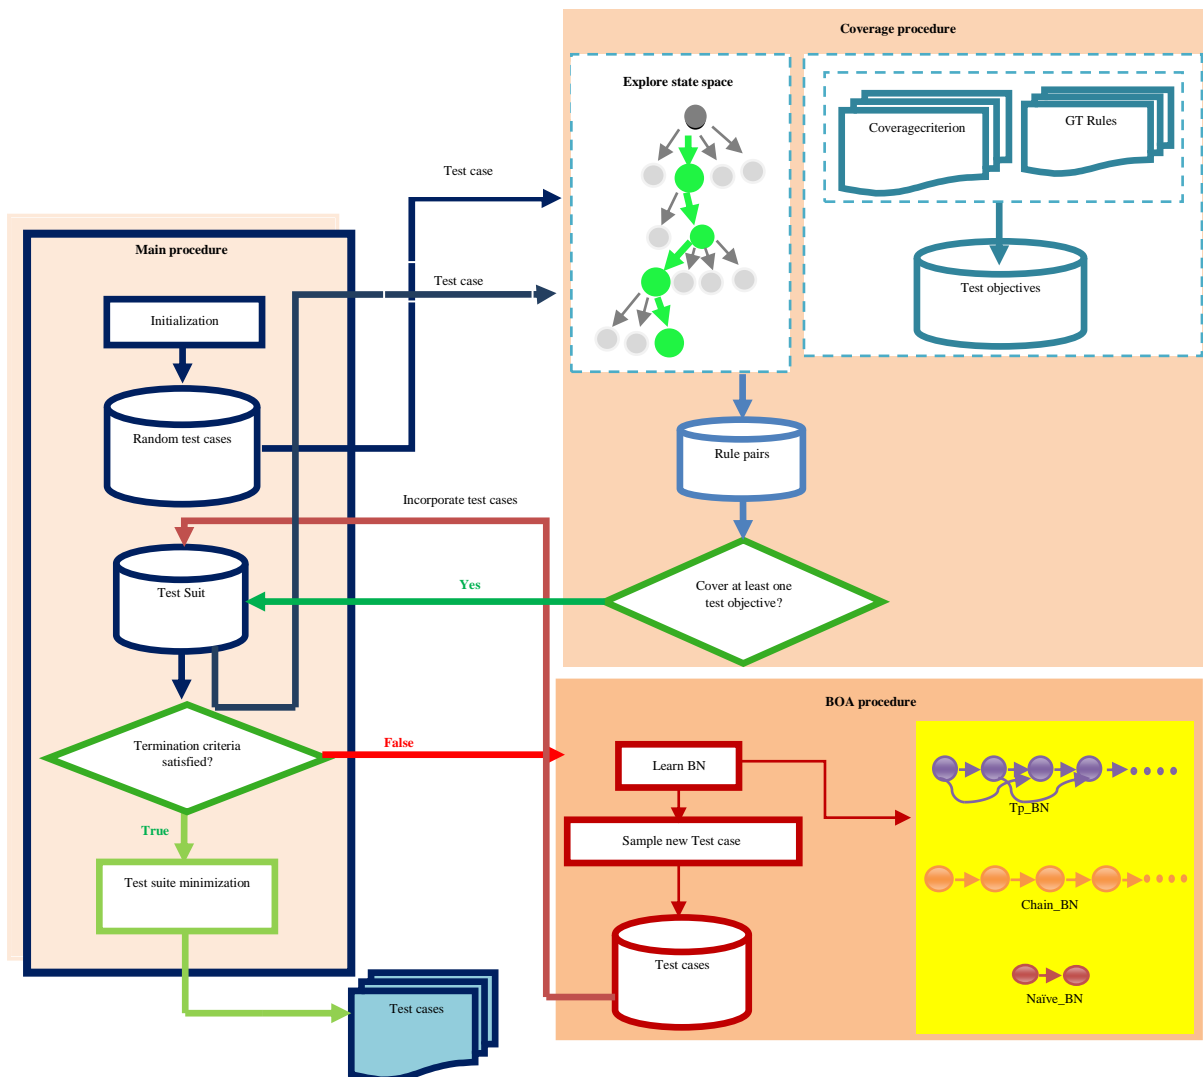 Coverage procedure
Explore state space
Coveragecriterion
GT Rules
Test case
Main procedure
Test case
Test objectives
Initialization
Random test cases
Rule pairs
Incorporate test cases
Yes
Cover at least one
test objective?
Test Suit
BOA procedure
False
Termination criteria
satisfied?
Learn BN
Tp_BN
True
Sample new Test case
Test suite minimization
Chain_BN
Test cases
Naïve_BN
Test cases